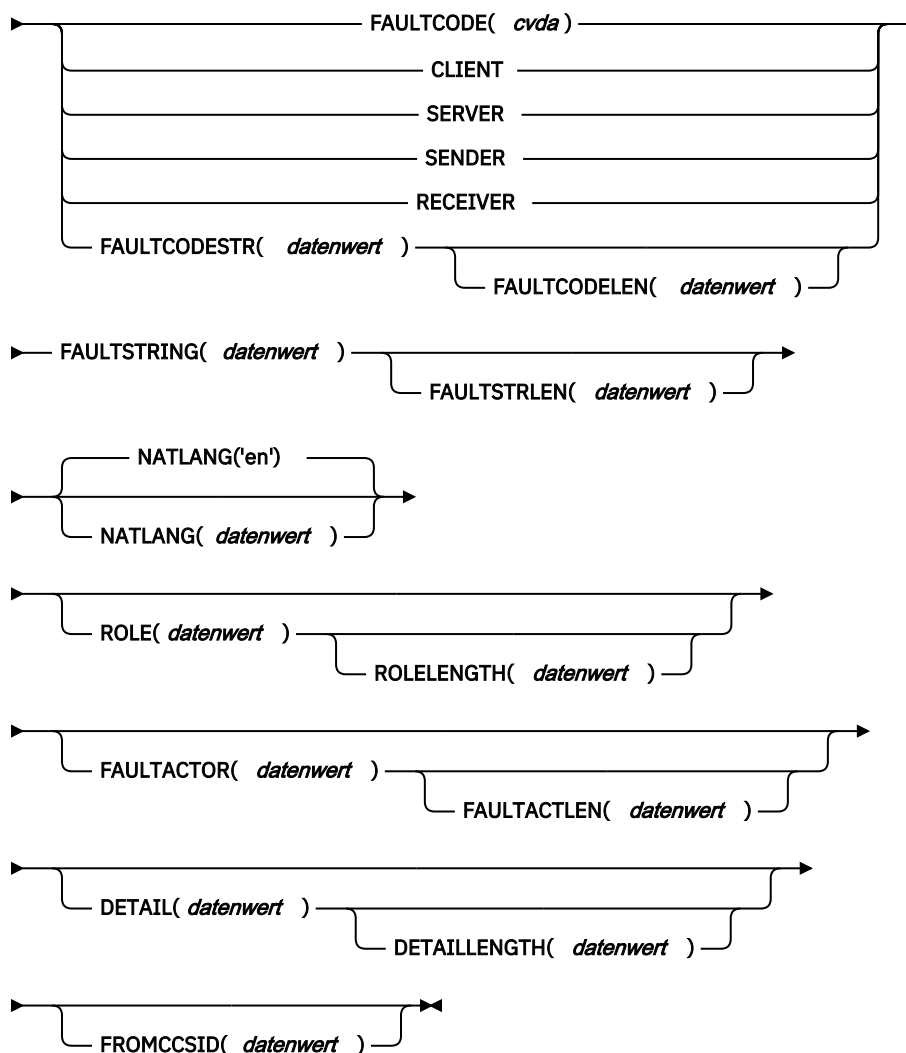 FAULTCODE( cvda )
CLIENT
SERVER
SENDER
RECEIVER
FAULTCODESTR( datenwert )
FAULTCODELEN( datenwert )
FAULTSTRING( datenwert )
FAULTSTRLEN( datenwert )
NATLANG('en')
NATLANG( datenwert )
ROLE( datenwert )
ROLELENGTH( datenwert )
FAULTACTOR( datenwert )
FAULTACTLEN( datenwert )
DETAIL( datenwert )
DETAILLENGTH( datenwert )
FROMCCSID( datenwert )